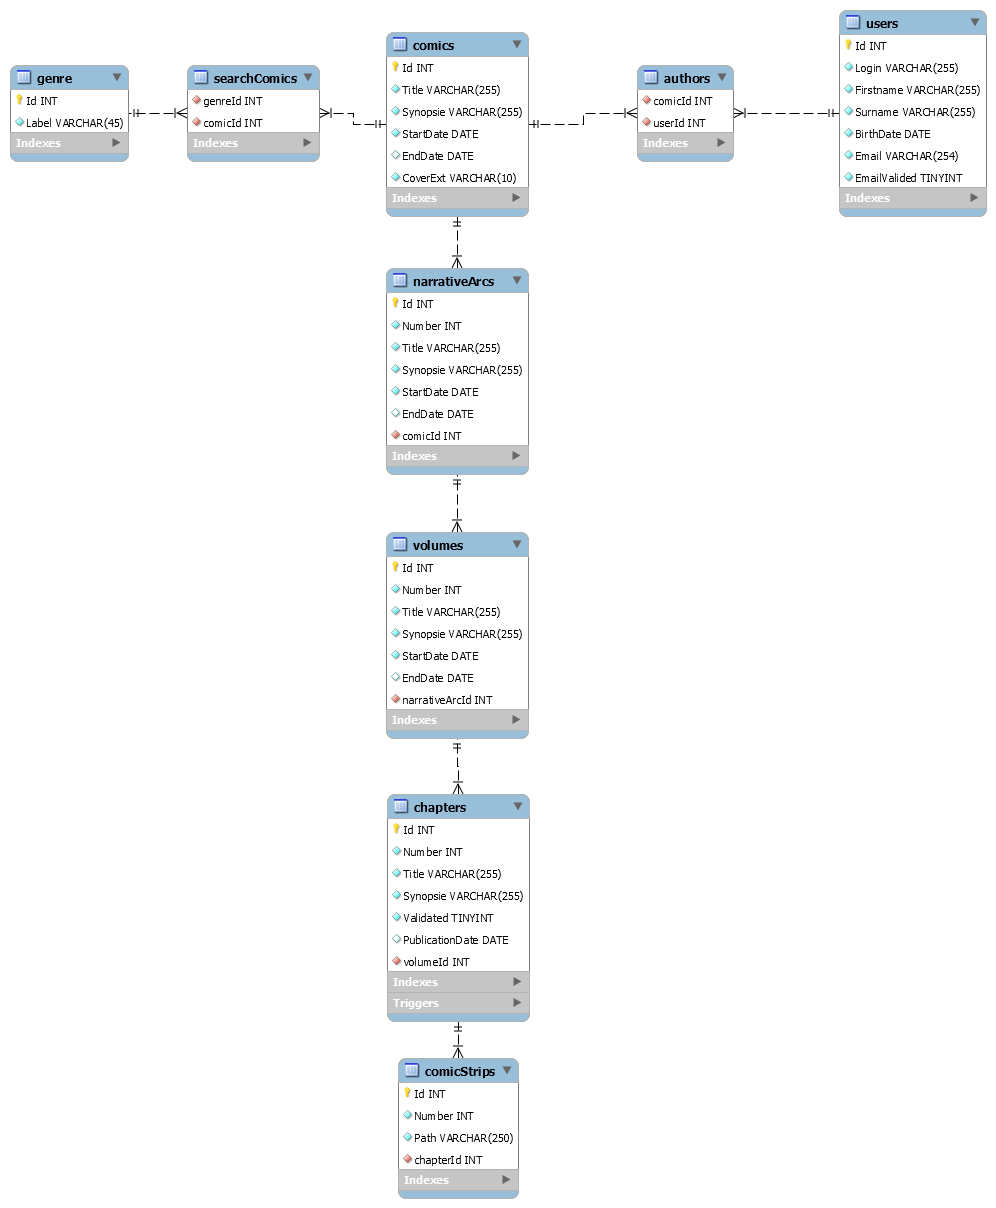 genre
Id INT
Label VARCHAR(45)
Indexes
searchComics
genreId INT
comicId INT
Indexes
comics
Id INT
Title VARCHAR(255)
Synopsie VARCHAR(255)
StartDate DATE
EndDate DATE
CoverExt VARCHAR(10)
Indexes
authors
comicId INT
userId INT
Indexes
users
Id INT
Login VARCHAR(255)
Firstname VARCHAR(255)
Surname VARCHAR(255)
BirthDate DATE
Email VARCHAR(254)
EmailValided TINYINT
Indexes
narrativeArcs
Id INT
Number INT
Title VARCHAR(255)
Synopsie VARCHAR(255)
StartDate DATE
EndDate DATE
comicId INT
Indexes
volumes
Id INT
Number INT
Title VARCHAR(255)
Synopsie VARCHAR(255)
StartDate DATE
EndDate DATE
narrativeArcId INT
Indexes
chapters
Id INT
Number INT
Title VARCHAR(255)
Synopsie VARCHAR(255)
Validated TINYINT
PublicationDate DATE
volumeId INT
Indexes
Triggers
comicStrips
Id INT
Number INT
Path VARCHAR(250)
chapterId INT
Indexes